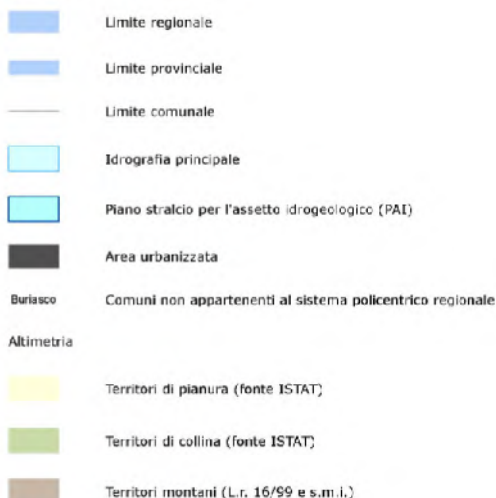 Limite regionale
Limite provinciale
Limite comunale
Idrografia principale
Piano stralcio per l'assetto idrogeologico (PAI)
Area urbanizzata
Buriasco Comuni non appartenenti al sistema policentrico regionale
Altimetria
Territori di pianura (fonte ISTAT)
Territori di collina (fonte ISTAT)
Territori montani (L.r. 16/99 e s.m.i.)